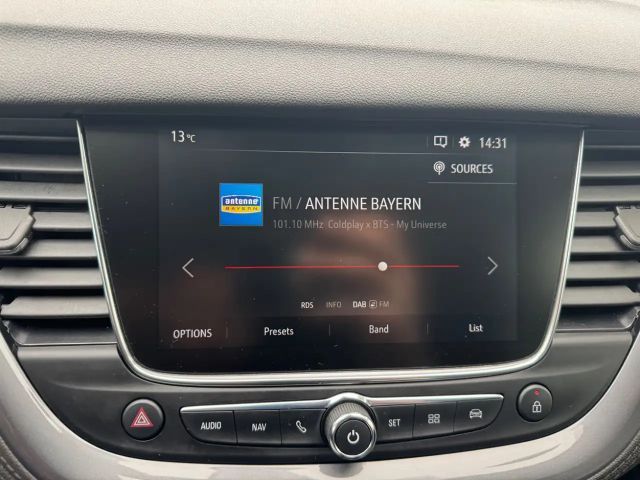 13 °C
14:31
SOURCES
antenne
BAYERN
FM / ANTENNE BAYERN
101.10 MHz Coldplay x BTS - My Universe
RDS INFO DAB FM
OPTIONS Presets Band List
AUDIO NAV SET